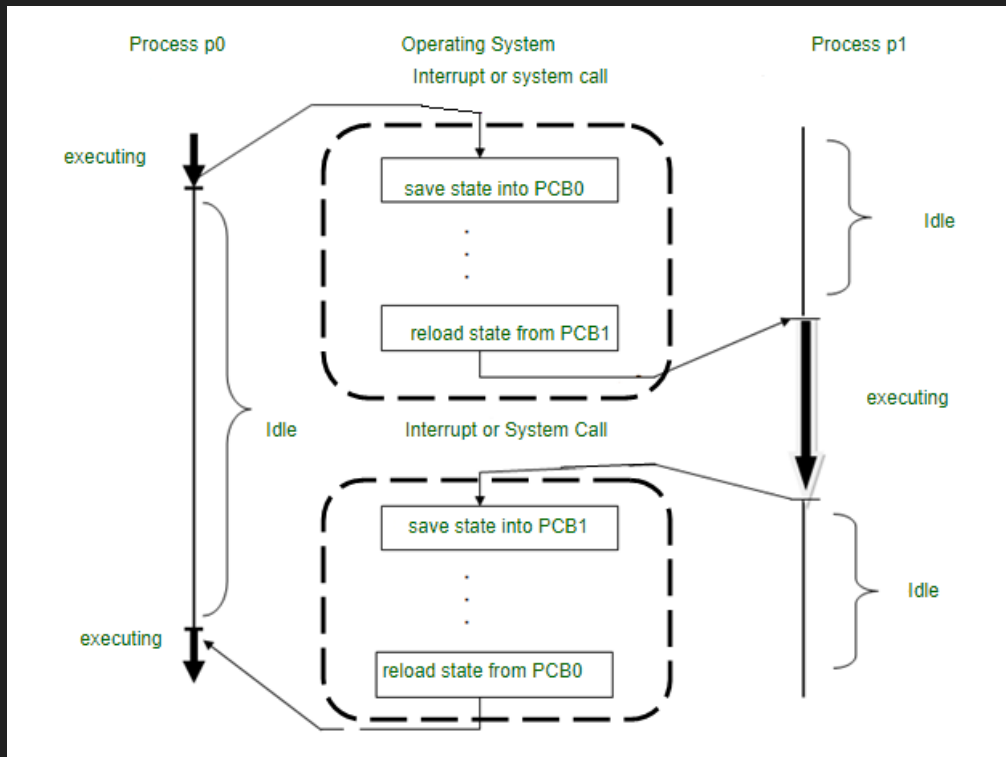 Process p0
Operating System
Process p1
Interrupt or system call
executing
save state into PCB0
Idle
reload state from PCB1
executing
Idle
Interrupt or System Call
save state into PCB1
Idle
executing
reload state from PCB0